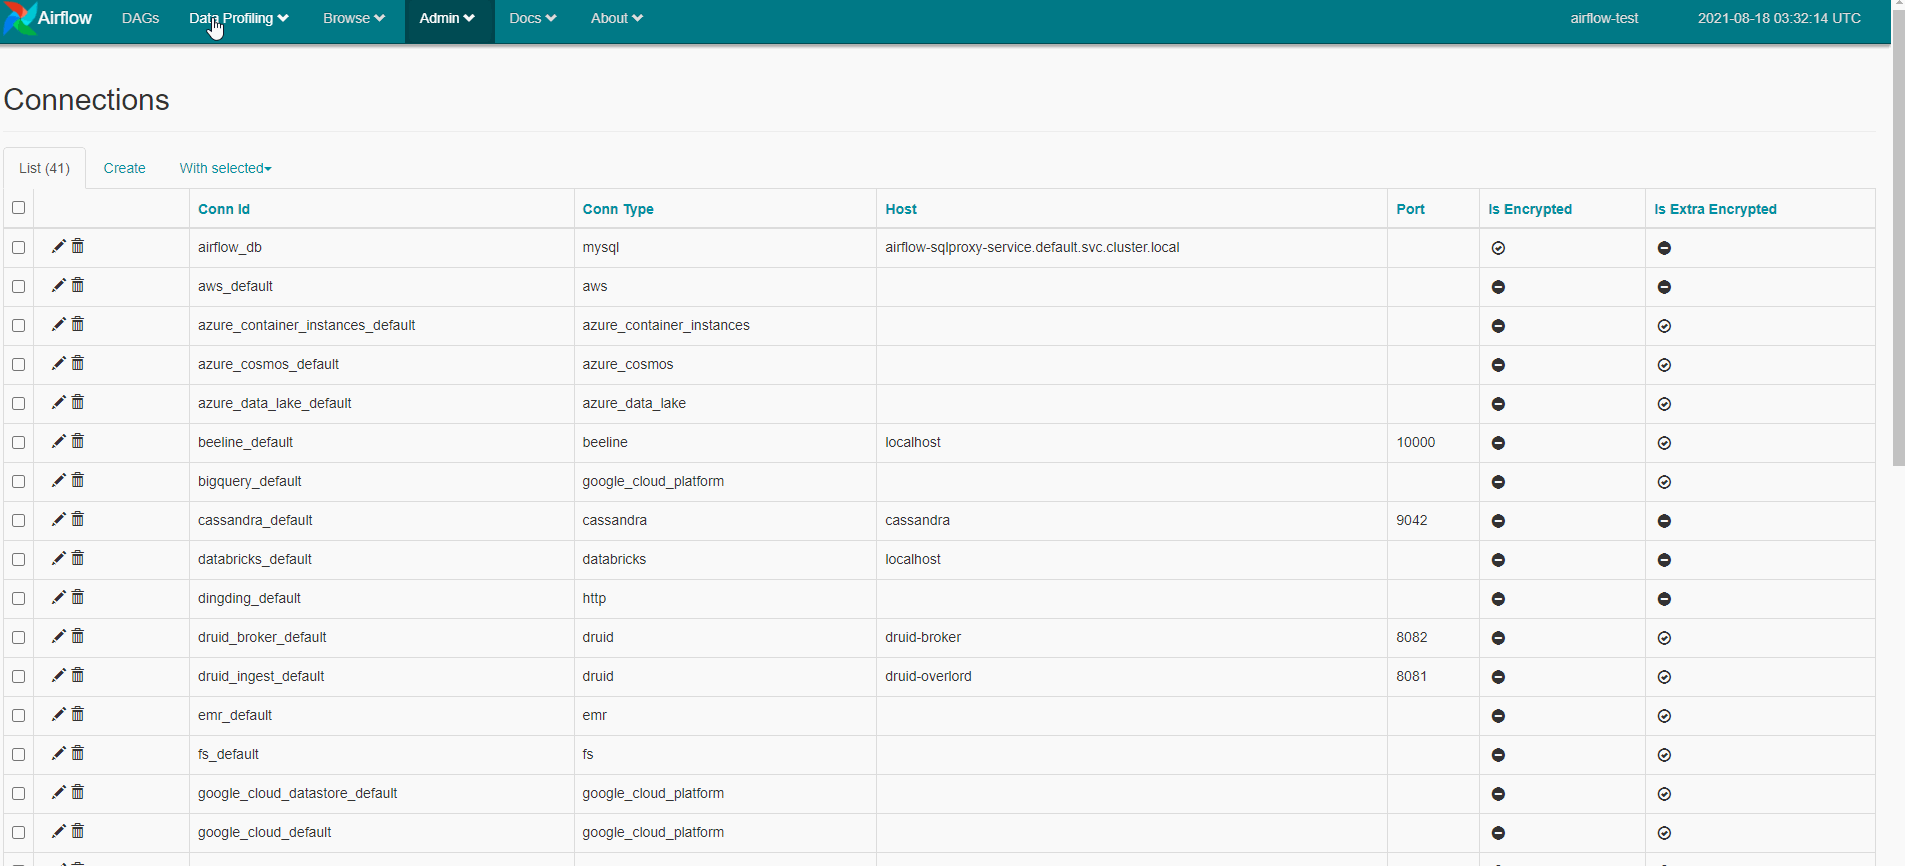 Airflow DAGs Data Profiling Browse Admin Docs About airflow-test 2021-08-18 03:32:14 UTC
Connections
List (41) Create With selected
Conn Id Conn Type Host Port Is Encrypted Is Extra Encrypted
airflow_db mysql airflow-sqlproxy-service.default.svc.cluster.local
aws_default aws
azure_container_instances_default azure_container_instances
azure_cosmos_default azure_cosmos
azure_data_lake_default azure_data_lake
beeline_default beeline localhost 10000
bigquery_default google_cloud_platform
cassandra_default cassandra cassandra 9042
databricks_default databricks localhost
dingding_default http
druid_broker_default druid druid-broker 8082
druid_ingest_default druid druid-overlord 8081
emr_default emr
fs_default fs
google_cloud_datastore_default google_cloud_platform
google_cloud_default google_cloud_platform